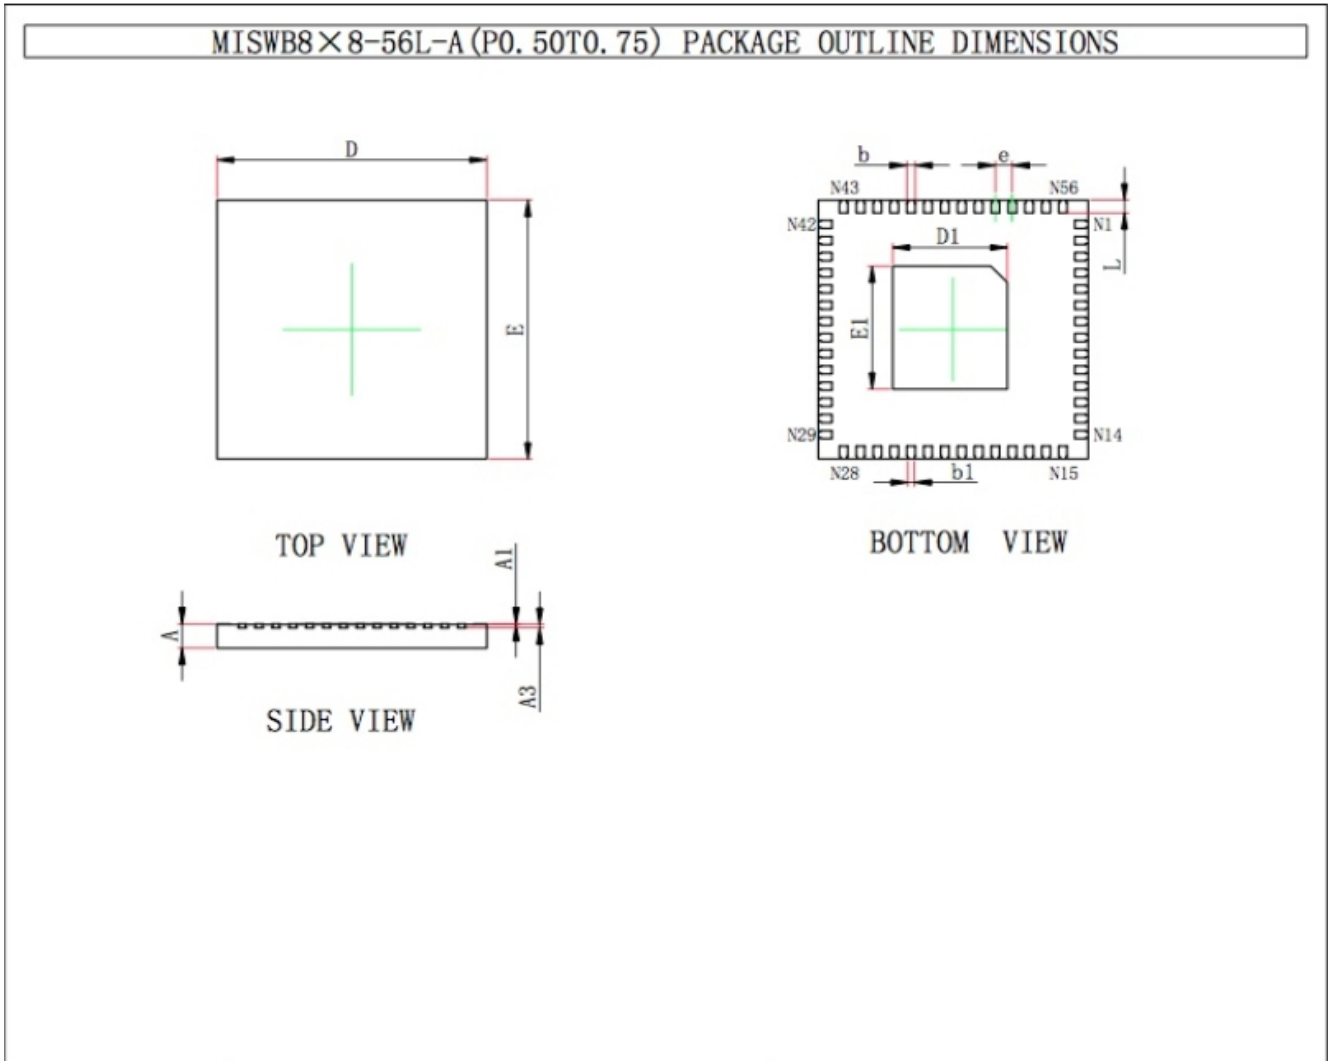 MISWB8×8-56L-A(P0.50T0.75) PACKAGE OUTLINE DIMENSIONS
D
E
TOP VIEW
b
e
N43
N56
N42
N1
D1
L
E1
N29
N14
N28
b1
N15
BOTTOM VIEW
A1
A
A3
SIDE VIEW